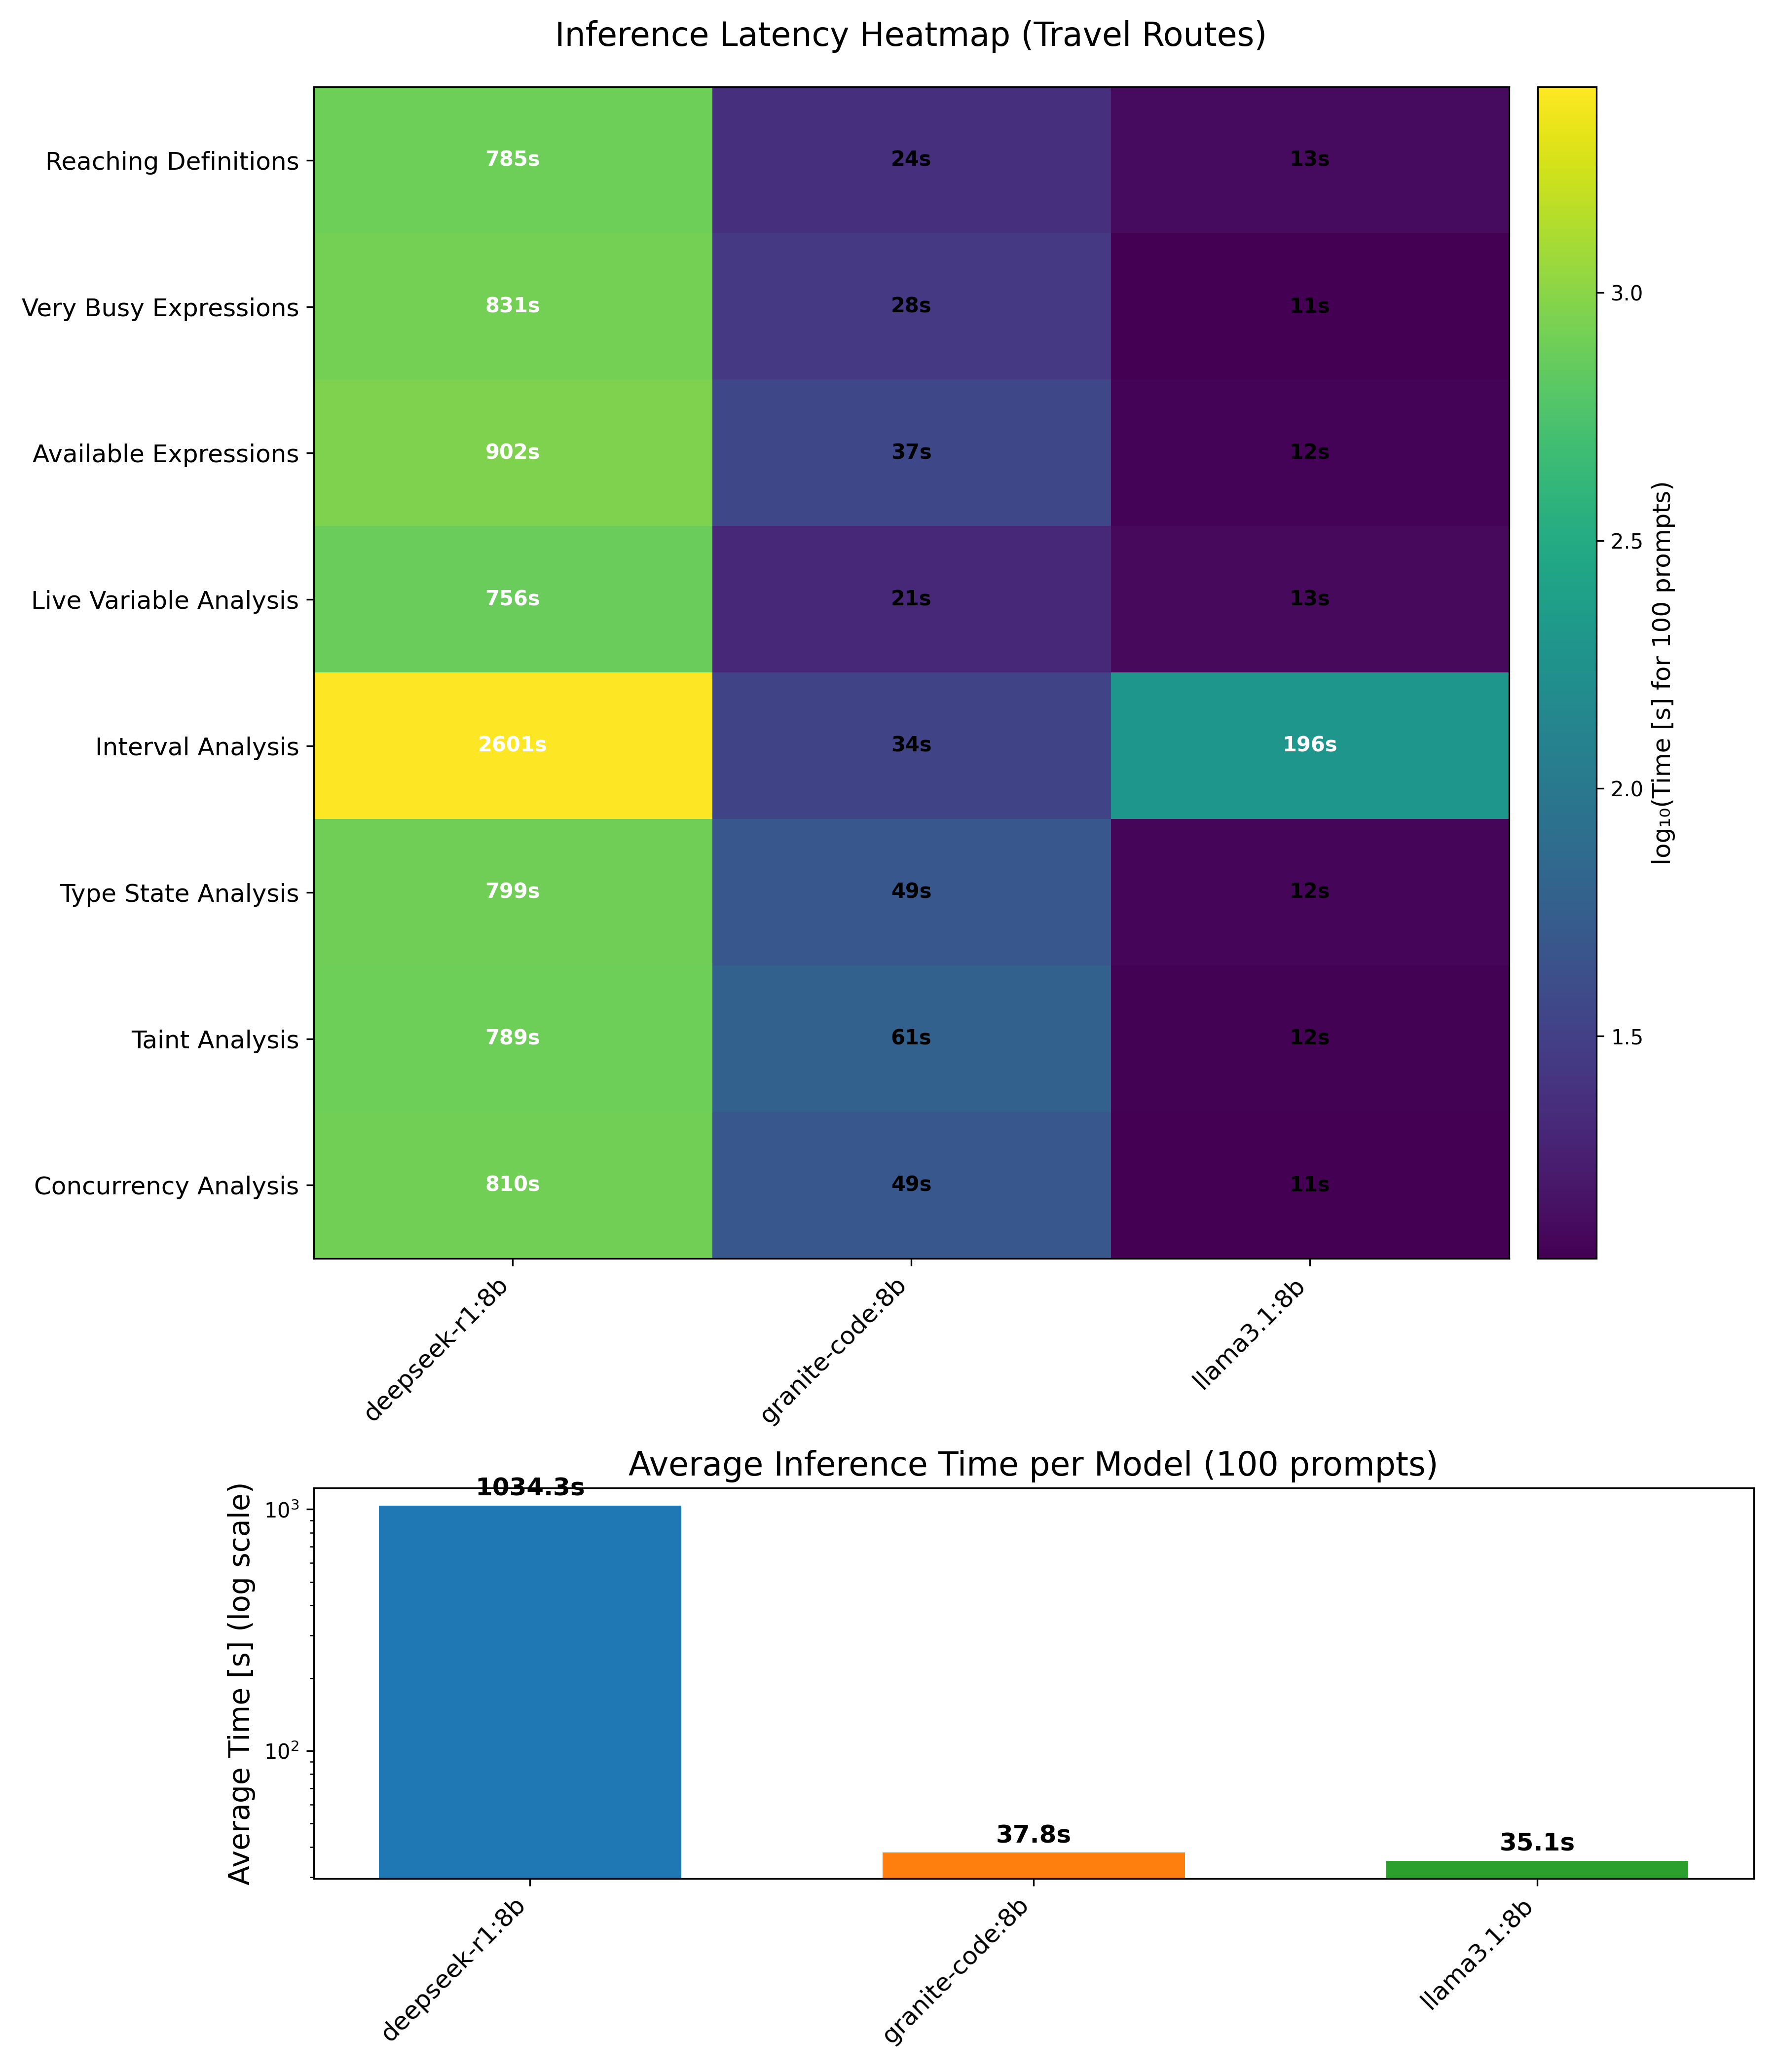 Inference Latency Heatmap (Travel Routes)
Reaching Definitions 785s 24s 13s
Very Busy Expressions 831s 28s 11s
Available Expressions 902s 37s 12s
Live Variable Analysis 756s 21s 13s
Interval Analysis 2601s 34s 196s
Type State Analysis 799s 49s 12s
Taint Analysis 789s 61s 12s
Concurrency Analysis 810s 49s 11s
deepseek-r1:8b granite-code:8b llama3.1:8b
3.0
2.5
2.0
1.5
log₁₀(Time [s] for 100 prompts)
Average Inference Time per Model (100 prompts)
Average Time [s] (log scale)
10³
10²
1034.3s
37.8s
35.1s
deepseek-r1:8b granite-code:8b llama3.1:8b